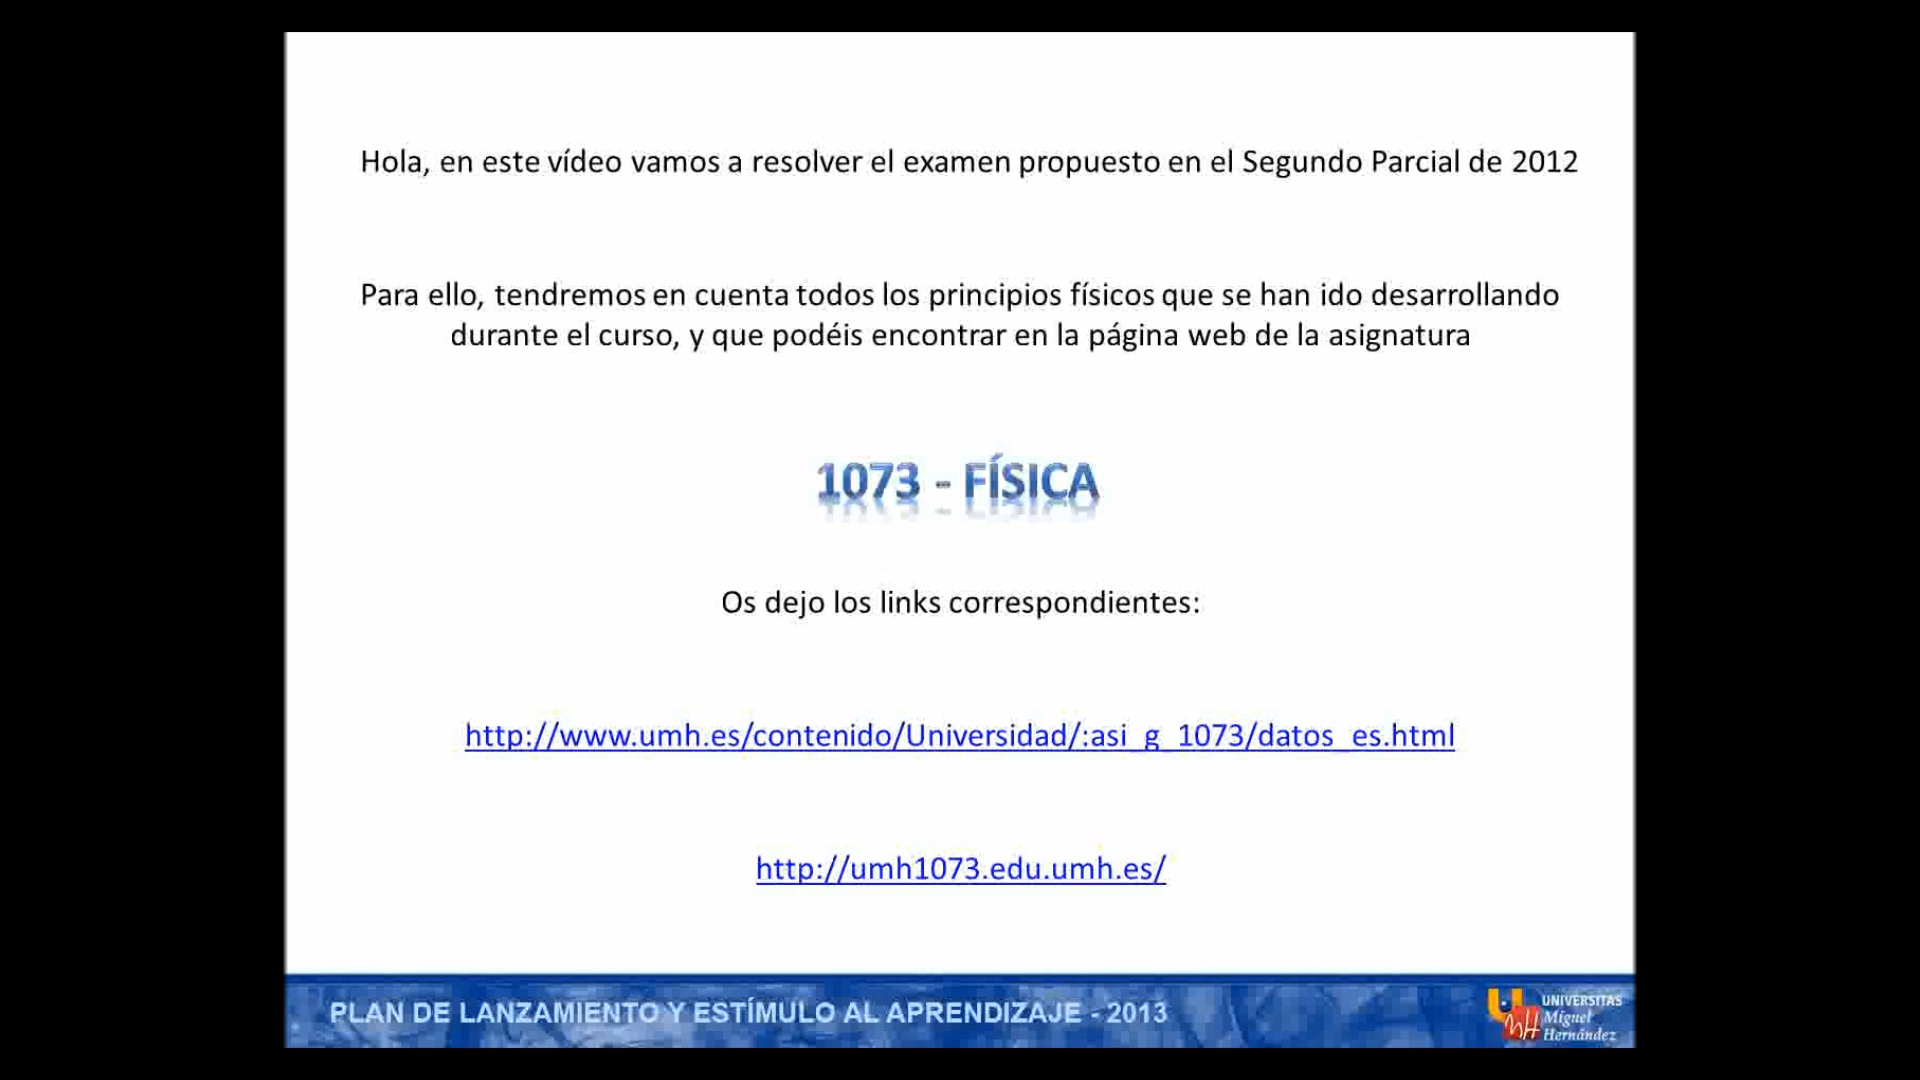 Hola, en este vídeo vamos a resolver el examen propuesto en el Segundo Parcial de 2012
Para ello, tendremos en cuenta todos los principios físicos que se han ido desarrollando
durante el curso, y que podéis encontrar en la página web de la asignatura
1073 - FÍSICA
Os dejo los links correspondientes:
http://www.umh.es/contenido/Universidad/:asi_g_1073/datos_es.html
http://umh1073.edu.umh.es/
PLAN DE LANZAMIENTO Y ESTÍMULO AL APRENDIZAJE - 2013
UNIVERSITAS
Miguel
Hernández